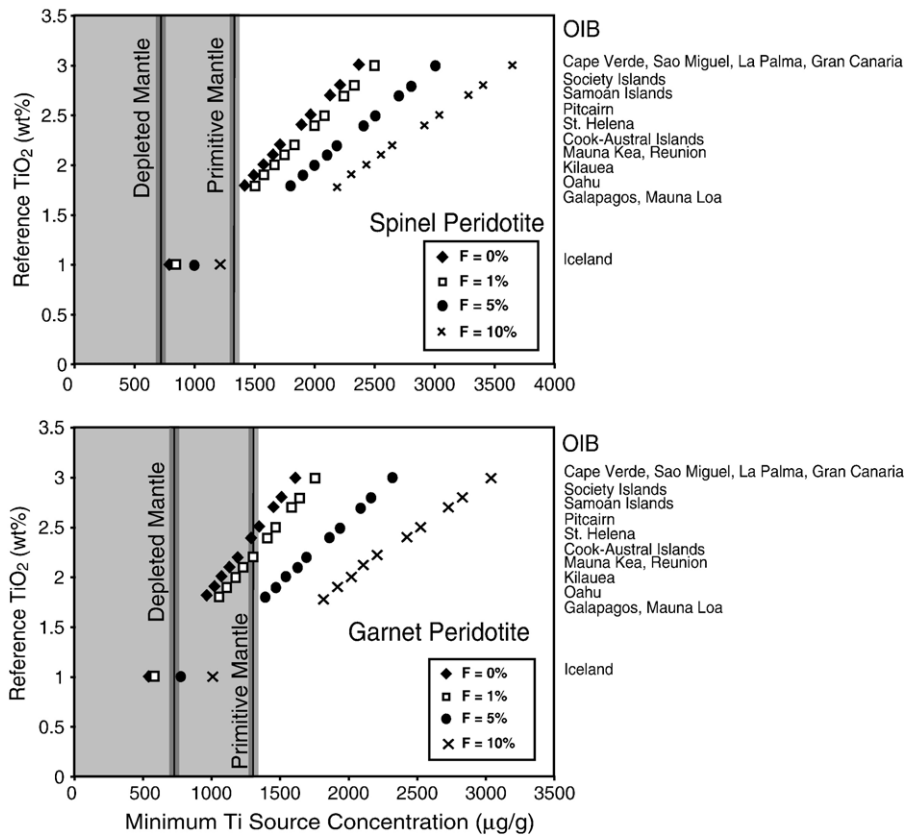 3.5
3
2.5
2
1.5
1
0.5
0
Reference TiO2 (wt%)
Depleted Mantle
Primitive Mantle
Spinel Peridotite
F = 0%
F = 1%
F = 5%
F = 10%
0 500 1000 1500 2000 2500 3000 3500 4000
OIB
Cape Verde, Sao Miguel, La Palma, Gran Canaria
Society Islands
Samoan Islands
Pitcairn
St. Helena
Cook-Austral Islands
Mauna Kea, Reunion
Kilauea
Oahu
Galapagos, Mauna Loa
Iceland
3.5
3
2.5
2
1.5
1
0.5
0
Reference TiO2 (wt%)
Depleted Mantle
Primitive Mantle
Garnet Peridotite
F = 0%
F = 1%
F = 5%
F = 10%
0 500 1000 1500 2000 2500 3000 3500
Minimum Ti Source Concentration (μg/g)
OIB
Cape Verde, Sao Miguel, La Palma, Gran Canaria
Society Islands
Samoan Islands
Pitcairn
St. Helena
Cook-Austral Islands
Mauna Kea, Reunion
Kilauea
Oahu
Galapagos, Mauna Loa
Iceland